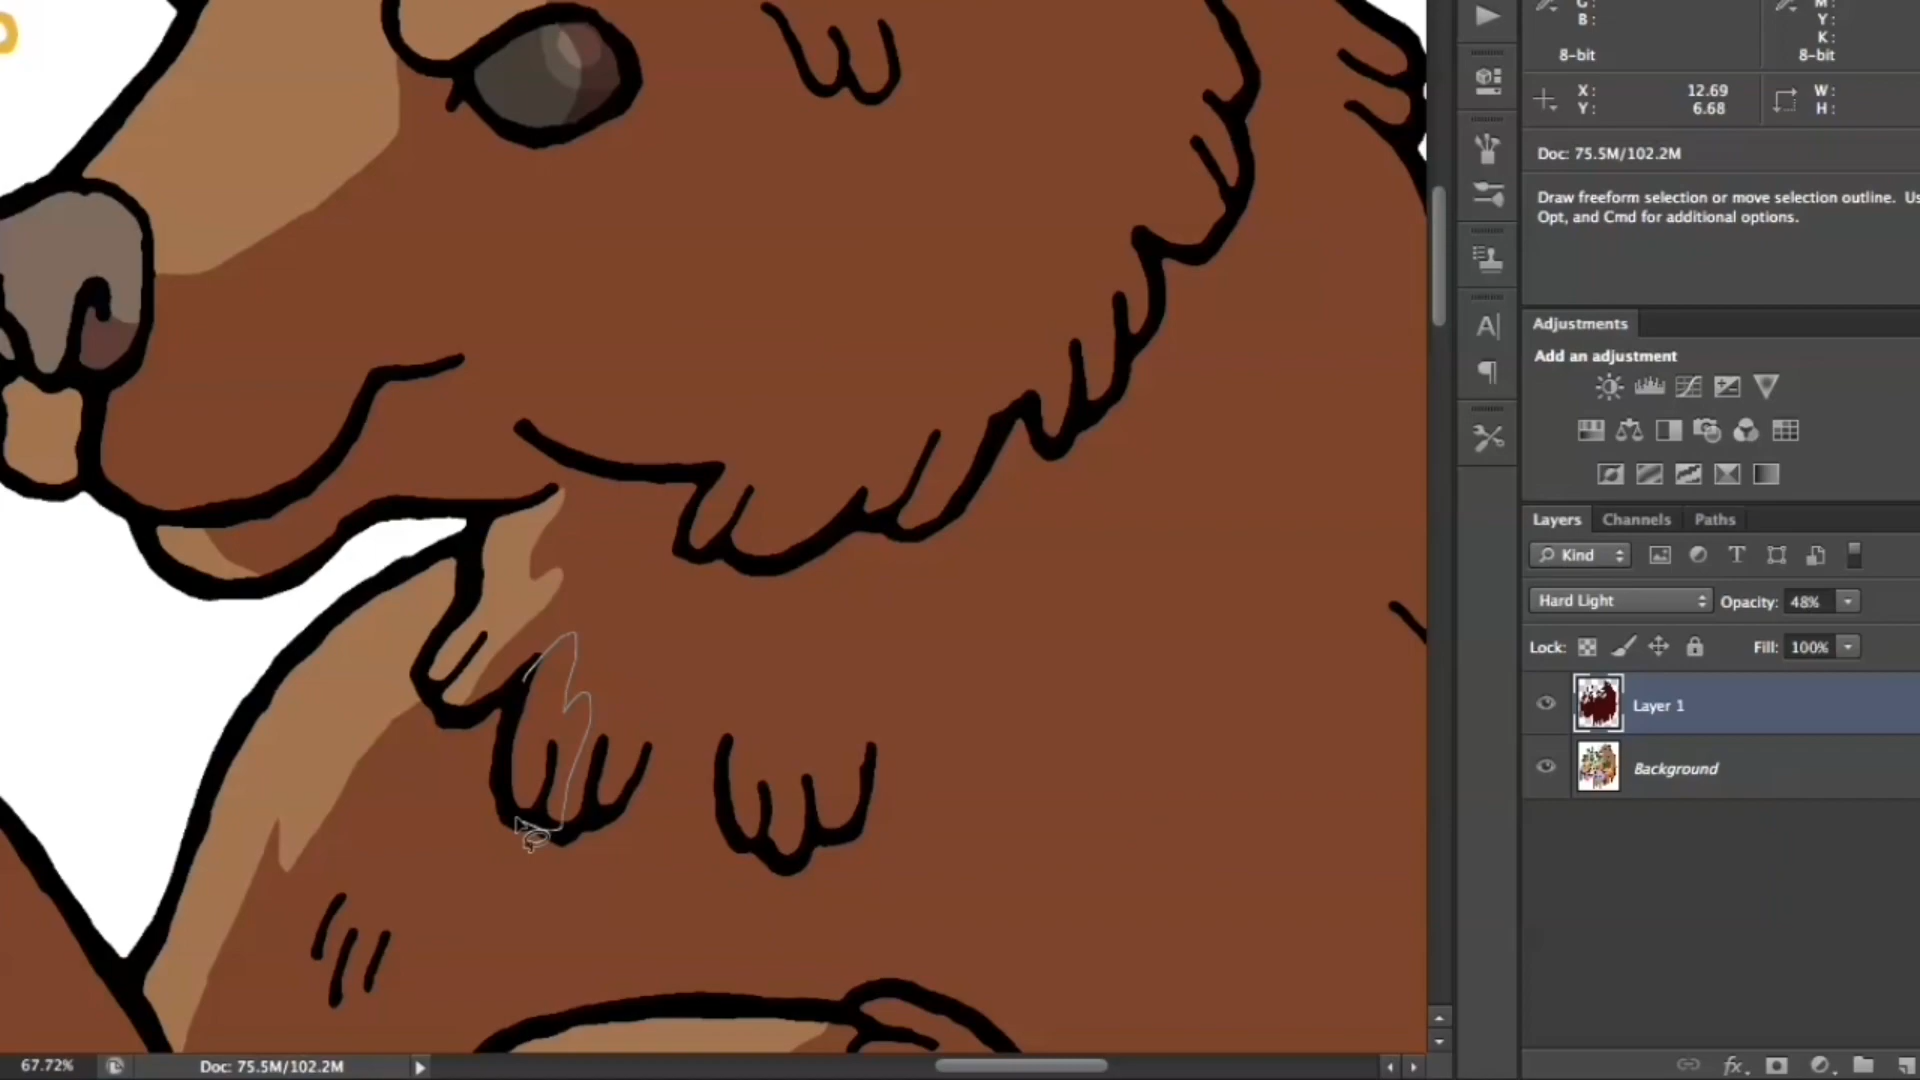 G:
B:
M:
Y:
K:
8-bit 8-bit
X: 12.69 W:
Y: 6.68 H:
Doc: 75.5M/102.2M
Draw freeform selection or move selection outline.
Opt, and Cmd for additional options.
A|
¶
Adjustments
Add an adjustment
Layers Channels Paths
Kind T
Hard Light Opacity: 48%
Lock: Fill: 100%
Layer 1
Background
67.72% Doc: 75.5M/102.2M
fx